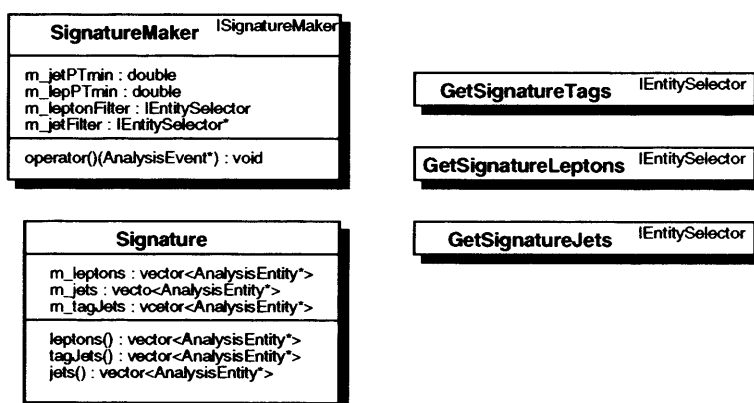 SignatureMaker ISignatureMaker
m_jetPTmin : double
m_lepPTmin : double
m_leptonFilter : IEntitySelector
m_jetFilter : IEntitySelector*
operator()(AnalysisEvent*) : void
GetSignatureTags IEntitySelector
GetSignatureLeptons IEntitySelector
GetSignatureJets IEntitySelector
Signature
m_leptons : vector<AnalysisEntity*>
m_jets : vecto<AnalysisEntity*>
m_tagJets : vcetor<AnalysisEntity*>
leptons() : vector<AnalysisEntity*>
tagJets() : vector<AnalysisEntity*>
jets() : vector<AnalysisEntity*>